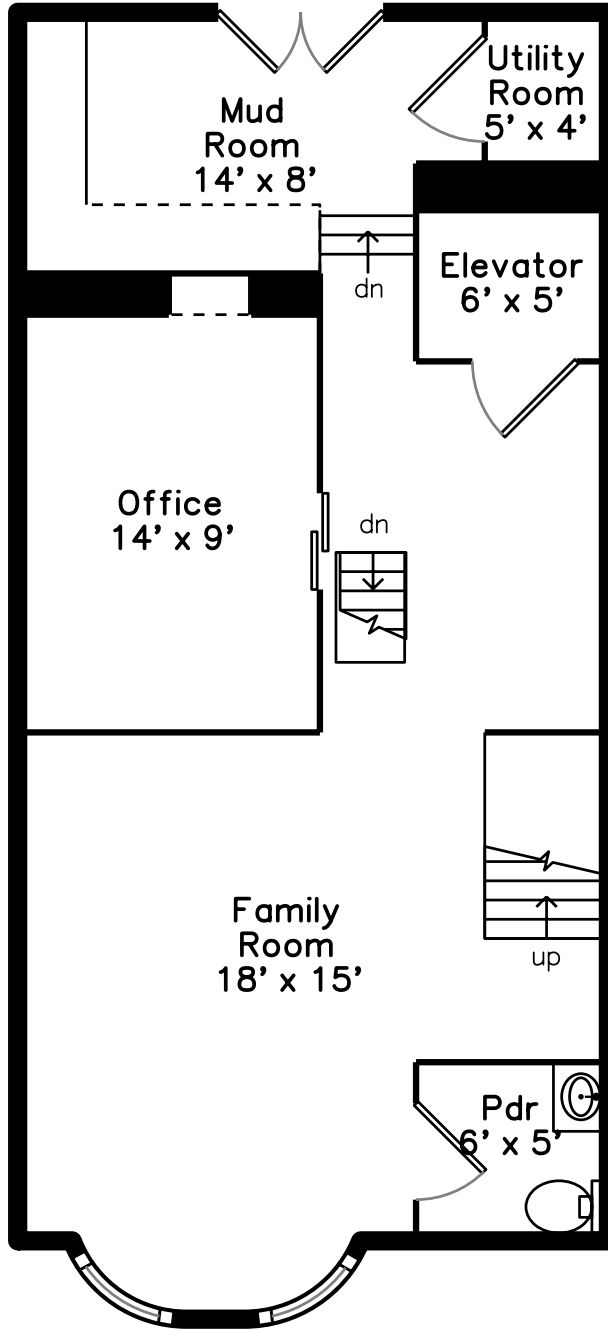 Utility
Room
5' x 4'
Mud
Room
14' x 8'
Elevator
6' x 5'
dn
Office
14' x 9'
dn
Family
Room
18' x 15'
up
Pdr
6' x 5'